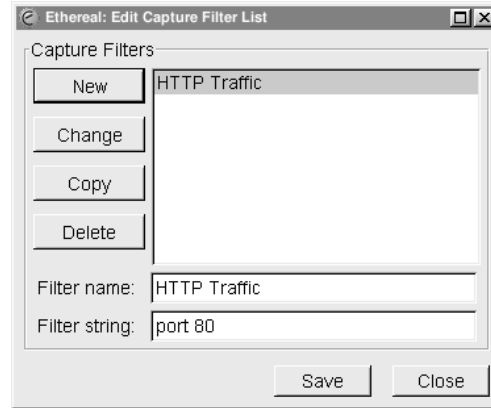 Ethereal: Edit Capture Filter List
Capture Filters
New
HTTP Traffic
Change
Copy
Delete
Filter name: HTTP Traffic
Filter string: port 80
Save Close